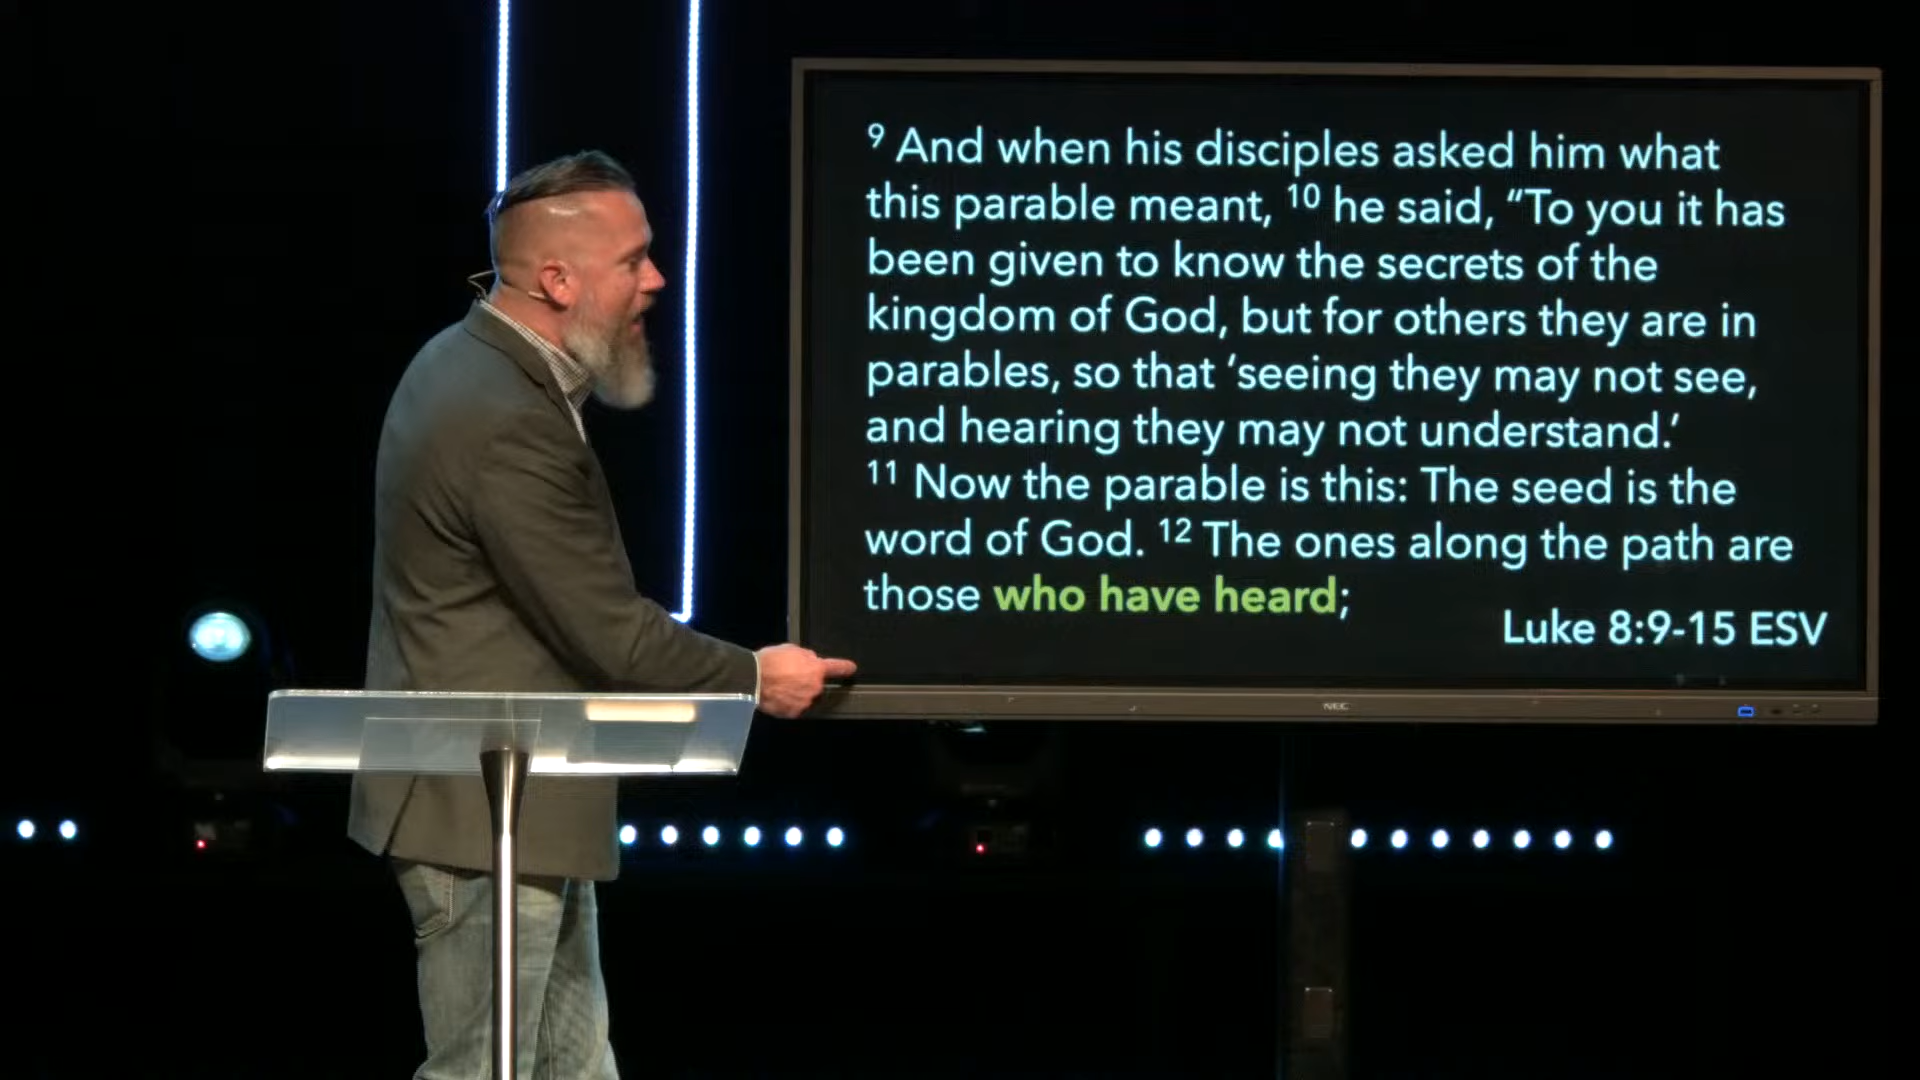 9 And when his disciples asked him what
this parable meant, 10 he said, “To you it has
been given to know the secrets of the
kingdom of God, but for others they are in
parables, so that ‘seeing they may not see,
and hearing they may not understand.’
11 Now the parable is this: The seed is the
word of God. 12 The ones along the path are
those who have heard;
Luke 8:9-15 ESV
NEC